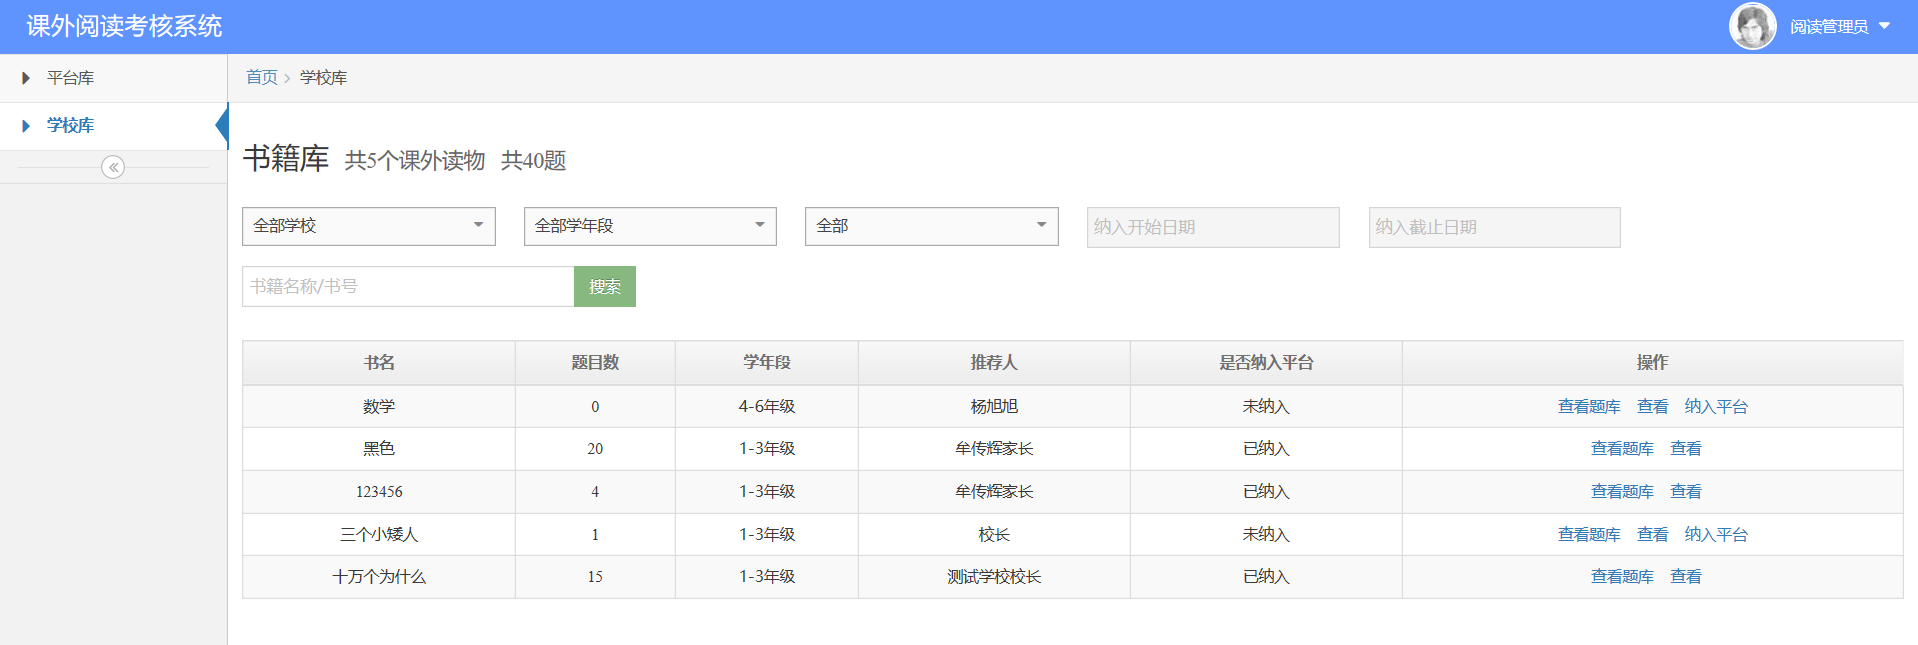 课外阅读考核系统
阅读管理员
平台库
学校库
首页 学校库
书籍库 共5个课外读物 共40题
全部学校 全部学年段 全部 纳入开始日期 纳入截止日期
书籍名称/书号 搜索
书名 题目数 学年段 推荐人 是否纳入平台 操作
数学 0 4-6年级 杨旭旭 未纳入 查看题库 查看 纳入平台
黑色 20 1-3年级 牟传辉家长 已纳入 查看题库 查看
123456 4 1-3年级 牟传辉家长 已纳入 查看题库 查看
三个小矮人 1 1-3年级 校长 未纳入 查看题库 查看 纳入平台
十万个为什么 15 1-3年级 测试学校校长 已纳入 查看题库 查看